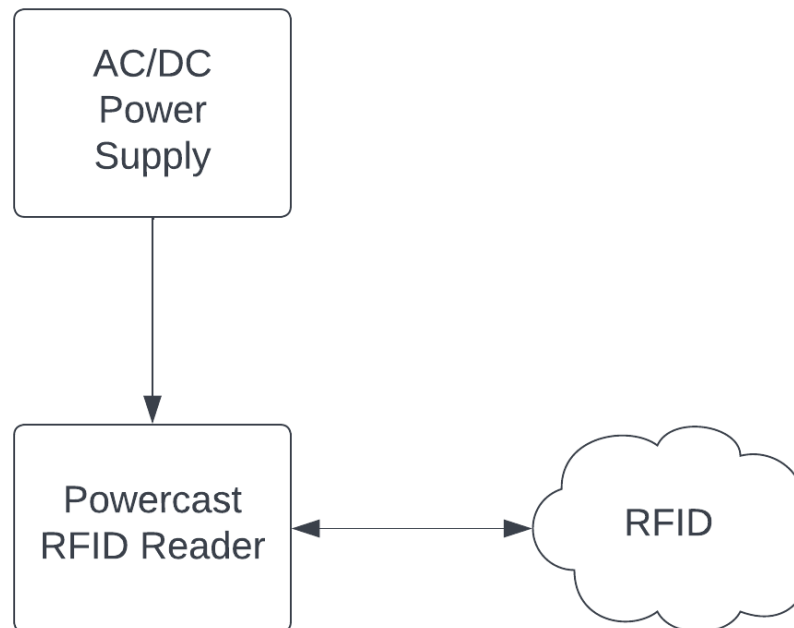 AC/DC
Power
Supply
Powercast
RFID Reader
RFID